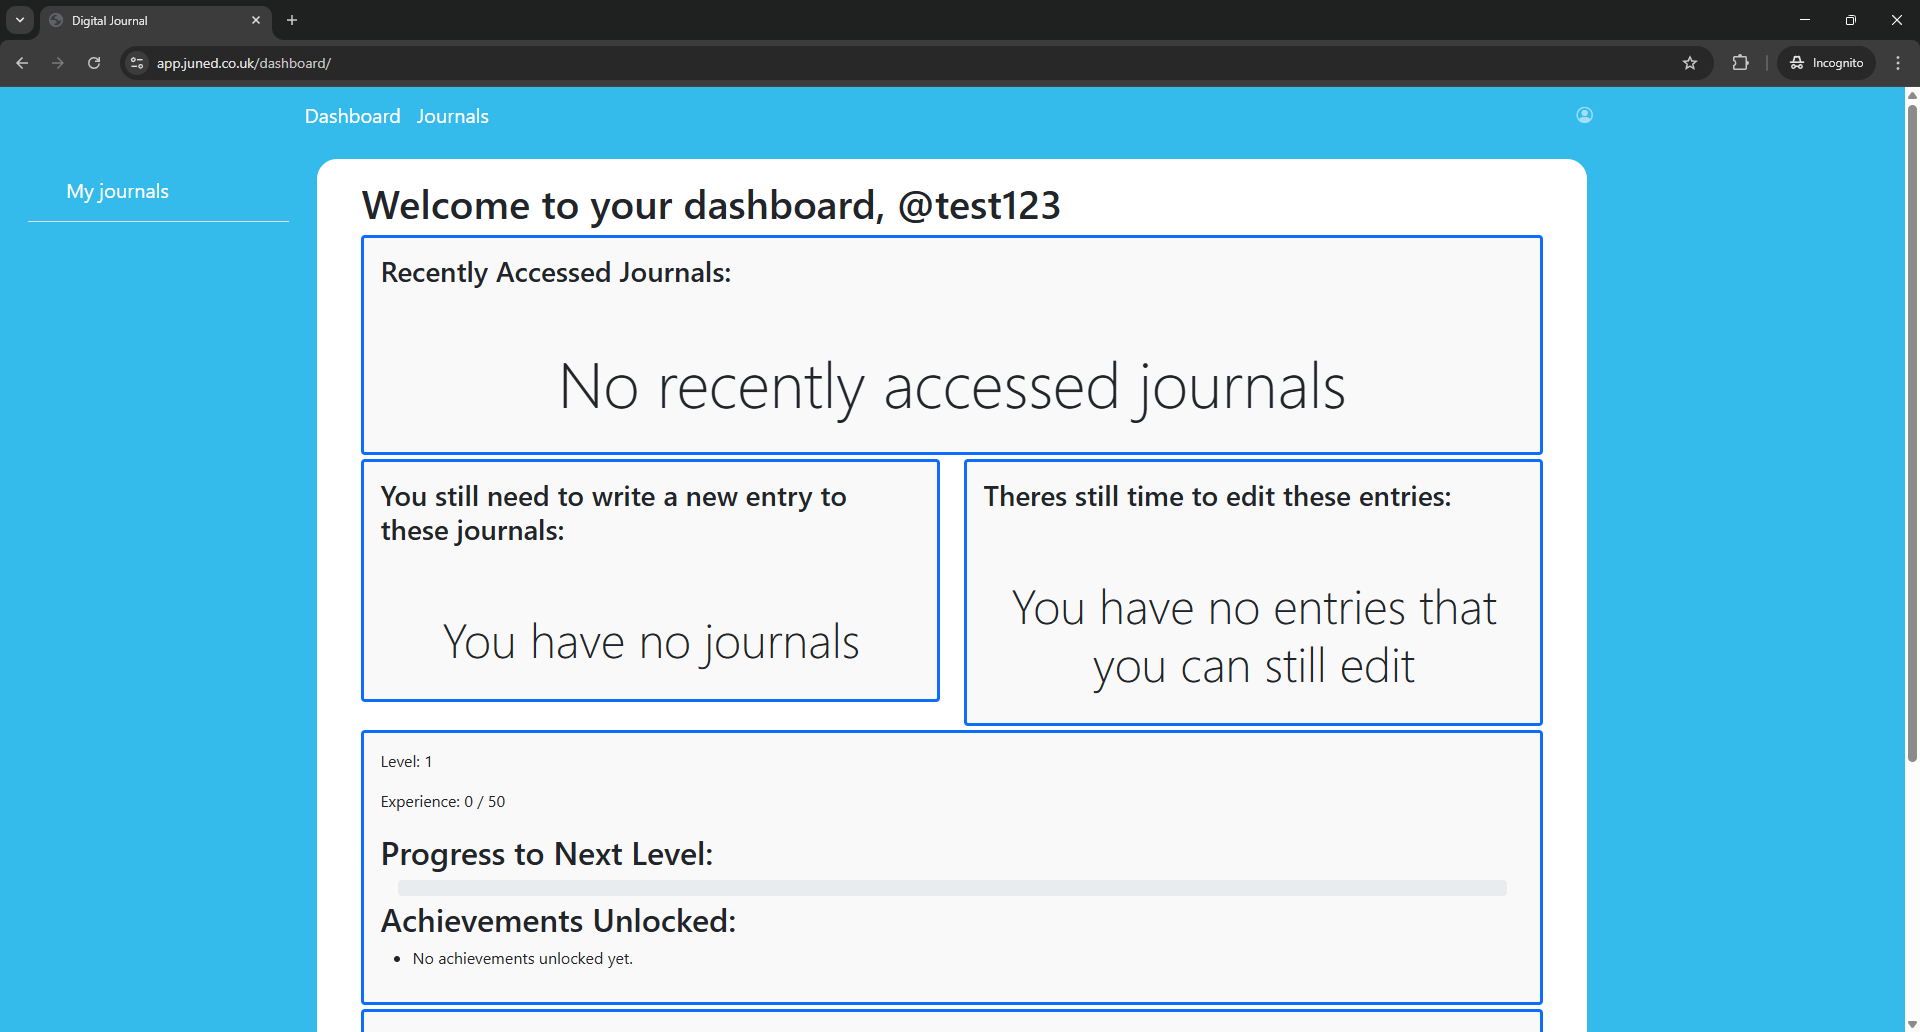 Digital Journal
app.juned.co.uk/dashboard/
Incognito
Dashboard Journals
My journals
Welcome to your dashboard, @test123
Recently Accessed Journals:
No recently accessed journals
You still need to write a new entry to
these journals:
You have no journals
Theres still time to edit these entries:
You have no entries that
you can still edit
Level: 1
Experience: 0 / 50
Progress to Next Level:
Achievements Unlocked:
• No achievements unlocked yet.